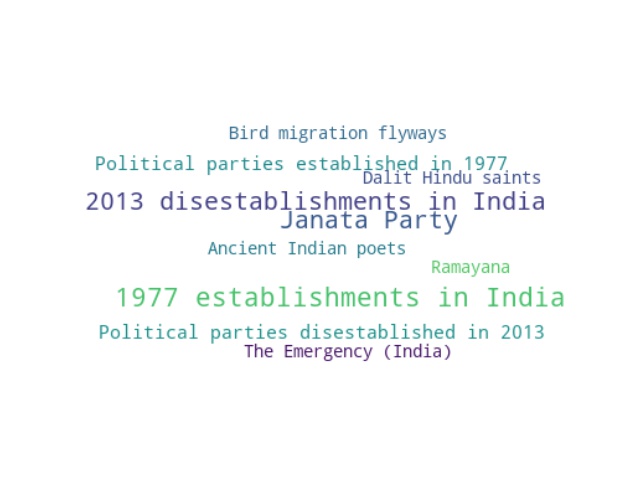 Bird migration flyways
Political parties established in 1977
Dalit Hindu saints
2013 disestablishments in India
Janata Party
Ancient Indian poets
Ramayana
1977 establishments in India
Political parties disestablished in 2013
The Emergency (India)